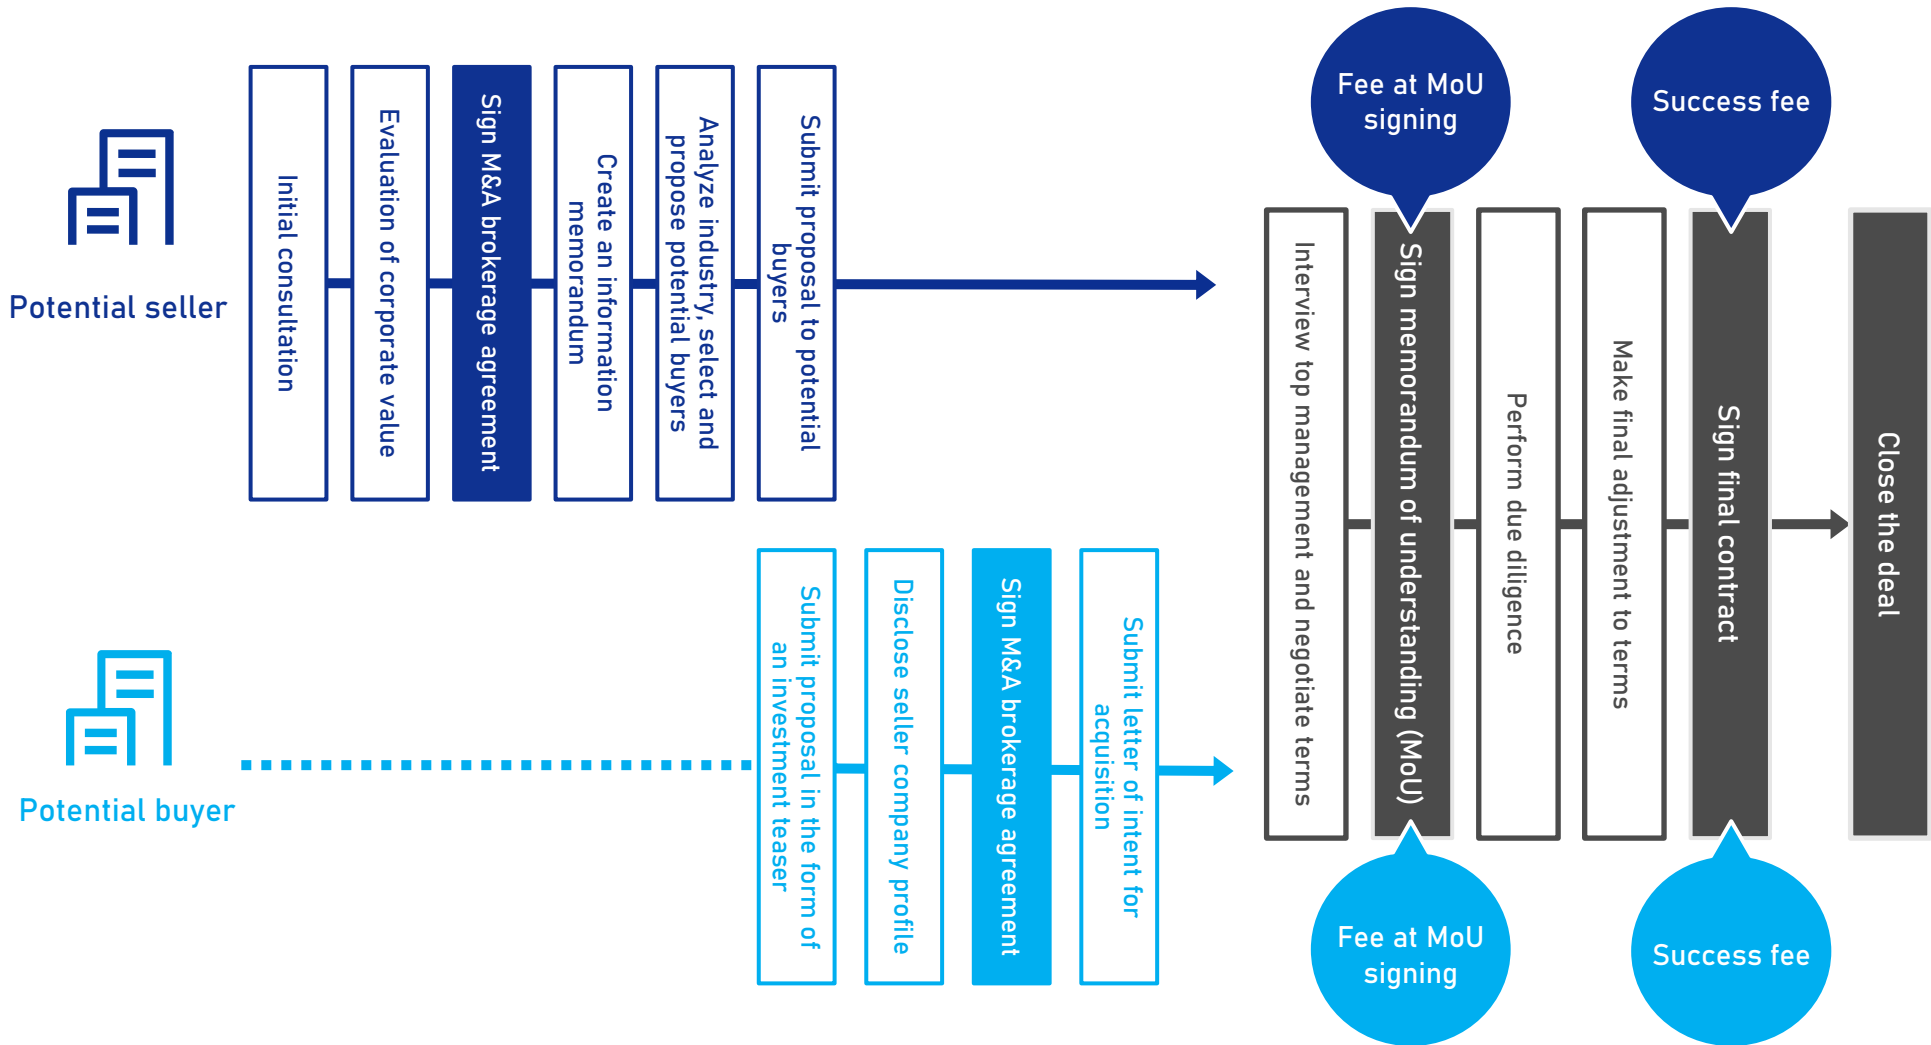 Potential seller
Initial consultation
Evaluation of corporate value
Sign M&A brokerage agreement
Create an information
memorandum
Analyze industry, select and
propose potential buyers
Submit proposal to potential
buyers
Potential buyer
Submit proposal in the form of
an investment teaser
Disclose seller company profile
Sign M&A brokerage agreement
Submit letter of intent for
acquisition
Fee at MoU
signing
Success fee
Interview top management and negotiate terms
Sign memorandum of understanding (MoU)
Perform due diligence
Make final adjustment to terms
Sign final contract
Close the deal
Fee at MoU
signing
Success fee